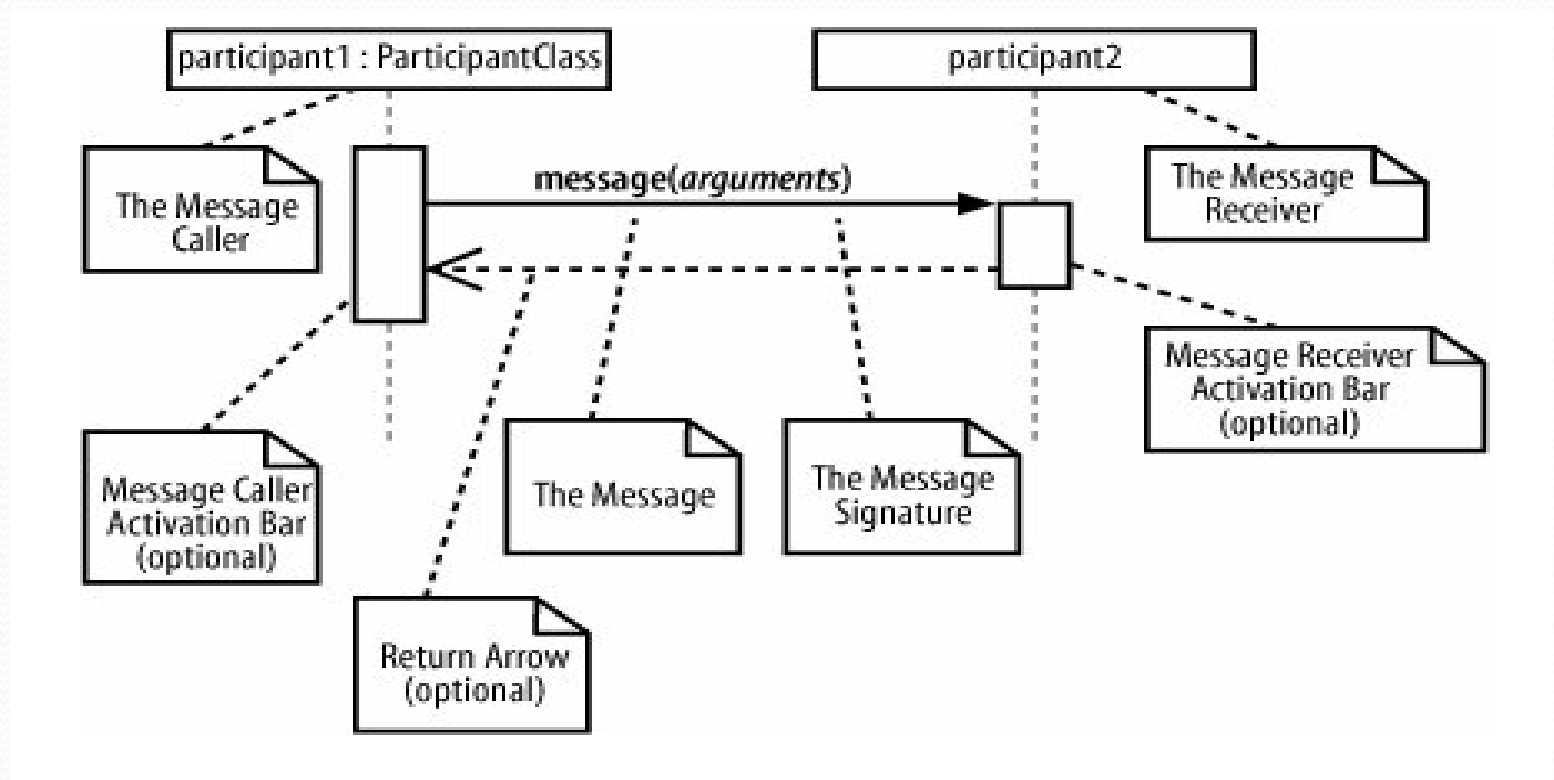 participant1 : ParticipantClass
participant2
The Message
Caller
message(arguments)
The Message
Receiver
Message Receiver
Activation Bar
(optional)
Message Caller
Activation Bar
(optional)
The Message
The Message
Signature
Return Arrow
(optional)